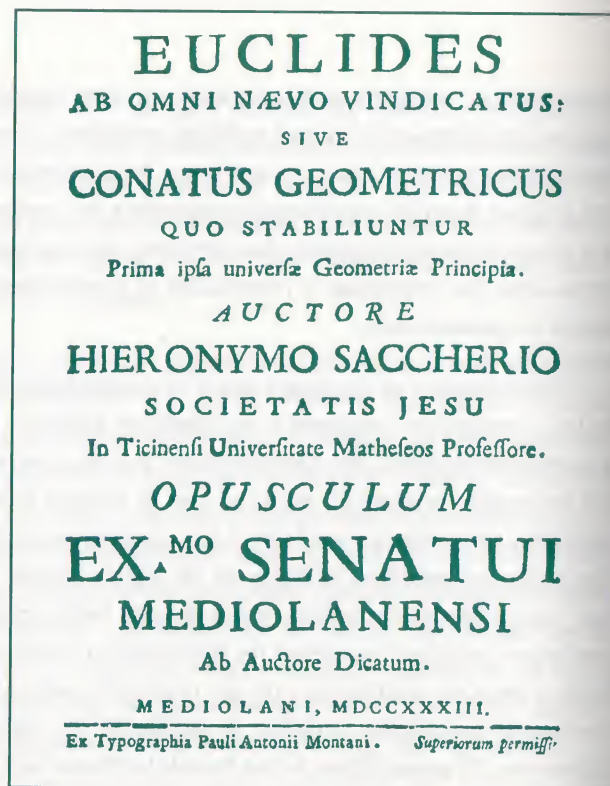 EUCLIDES
AB OMNI NÆVO VINDICATUS:
SIVE
CONATUS GEOMETRICUS
QUO STABILIUNTUR
Prima ipſa univerſæ Geometriæ Principia.
AUCTORE
HIERONYMO SACCHERIO
SOCIETATIS JESU
In Ticinenſi Univerſitate Matheſeos Profeſſore.
OPUSCULUM
EX.MO SENATUI
MEDIOLANENSI
Ab Auctore Dicatum.
MEDIOLANI, MDCCXXXIII.
Ex Typographia Pauli Antonii Montani. Superiorum